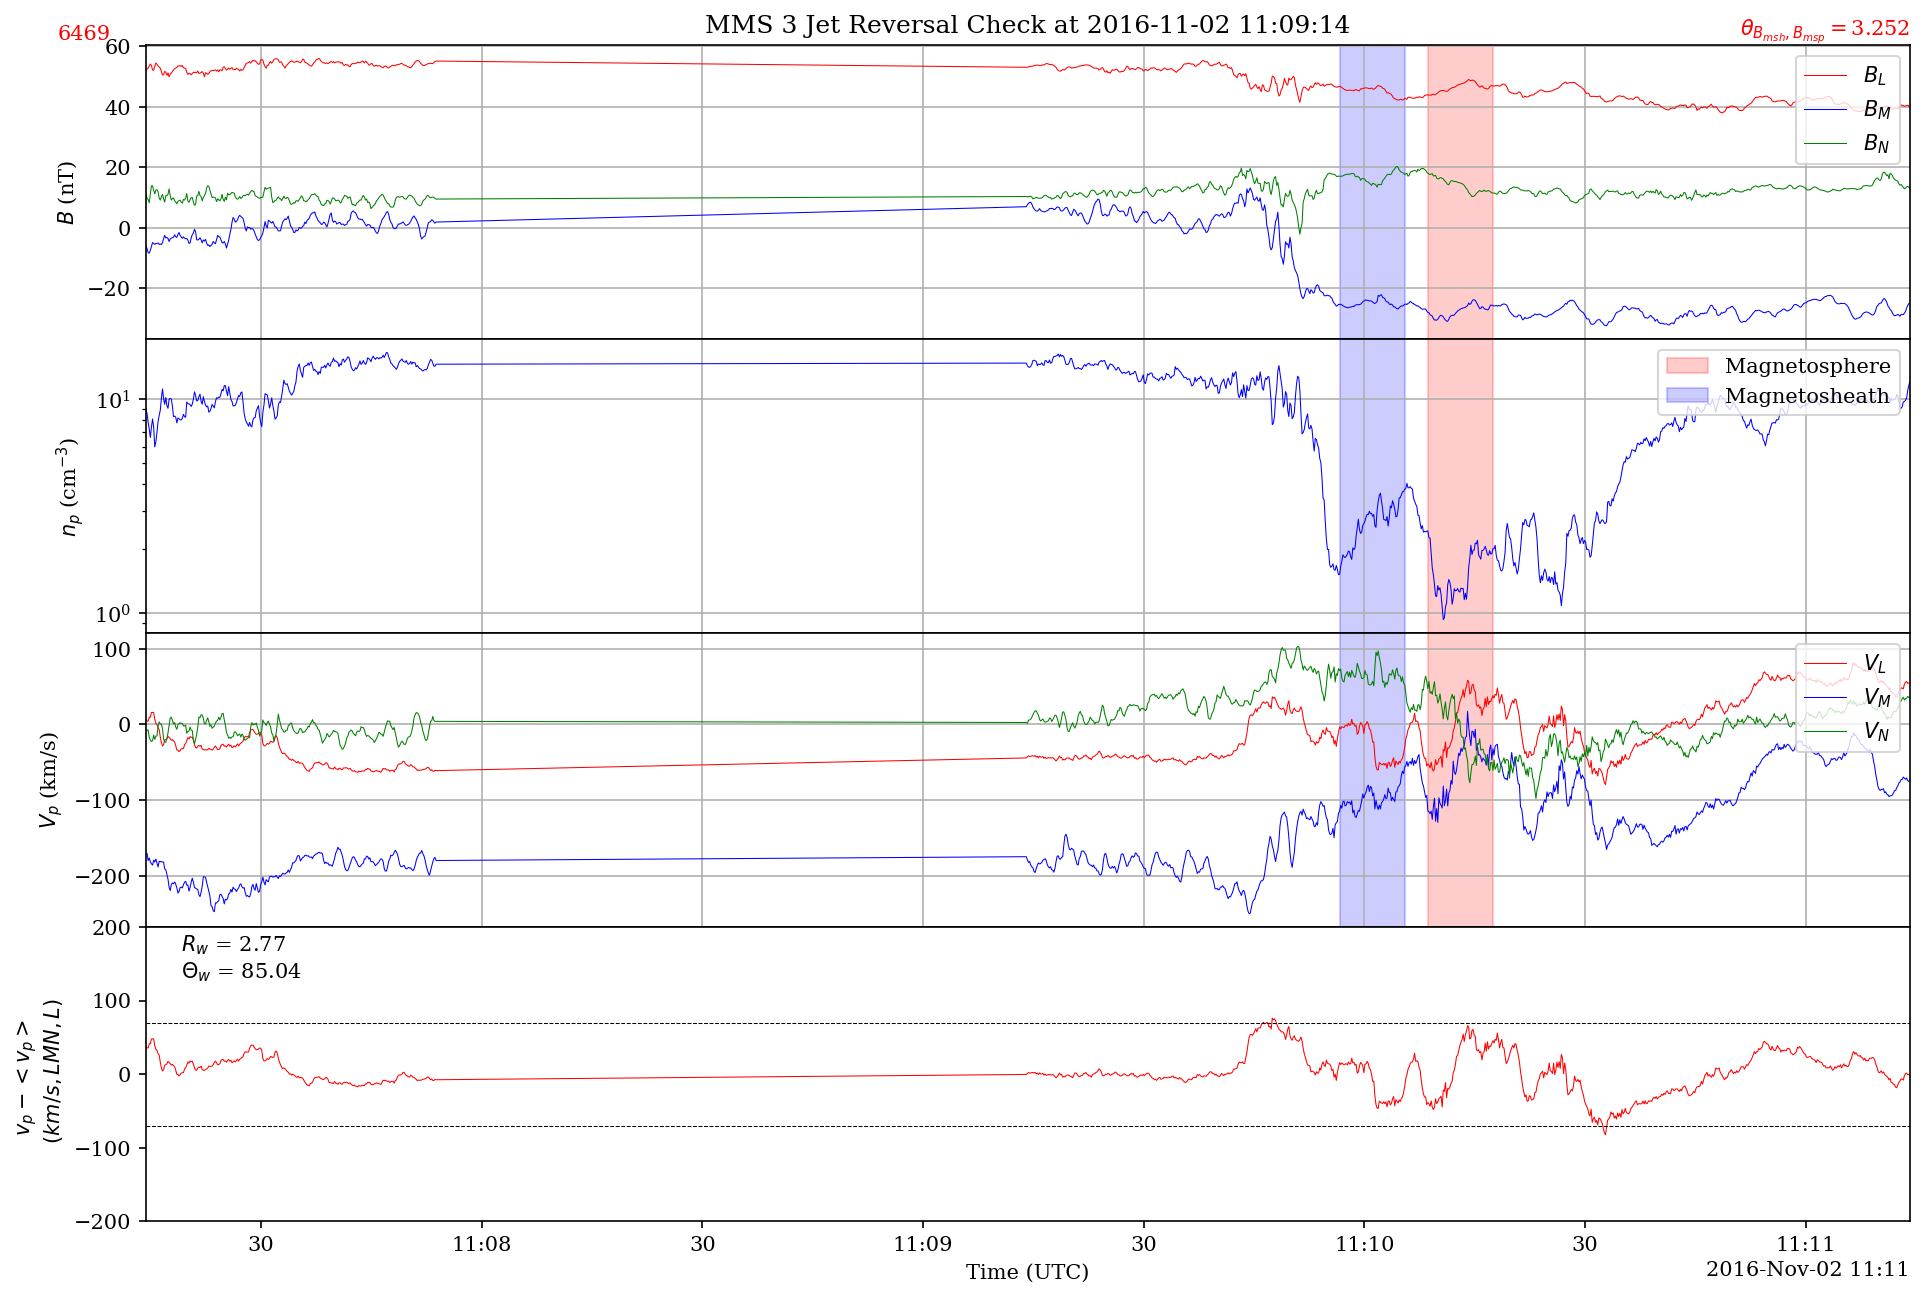 MMS 3 Jet Reversal Check at 2016-11-02 11:09:14
6469
θ_{B_{msh}, B_{msp}} = 3.252
60
40
20
0
−20
B (nT)
B_L
B_M
B_N
10^1
10^0
n_p (cm^{−3})
Magnetosphere
Magnetosheath
100
0
−100
−200
V_p (km/s)
V_L
V_M
V_N
200
100
0
−100
−200
v_p − < v_p >
(km/s, LMN, L)
R_w = 2.77
Θ_w = 85.04
30 11:08 30 11:09 30 11:10 30 11:11
Time (UTC)
2016-Nov-02 11:11